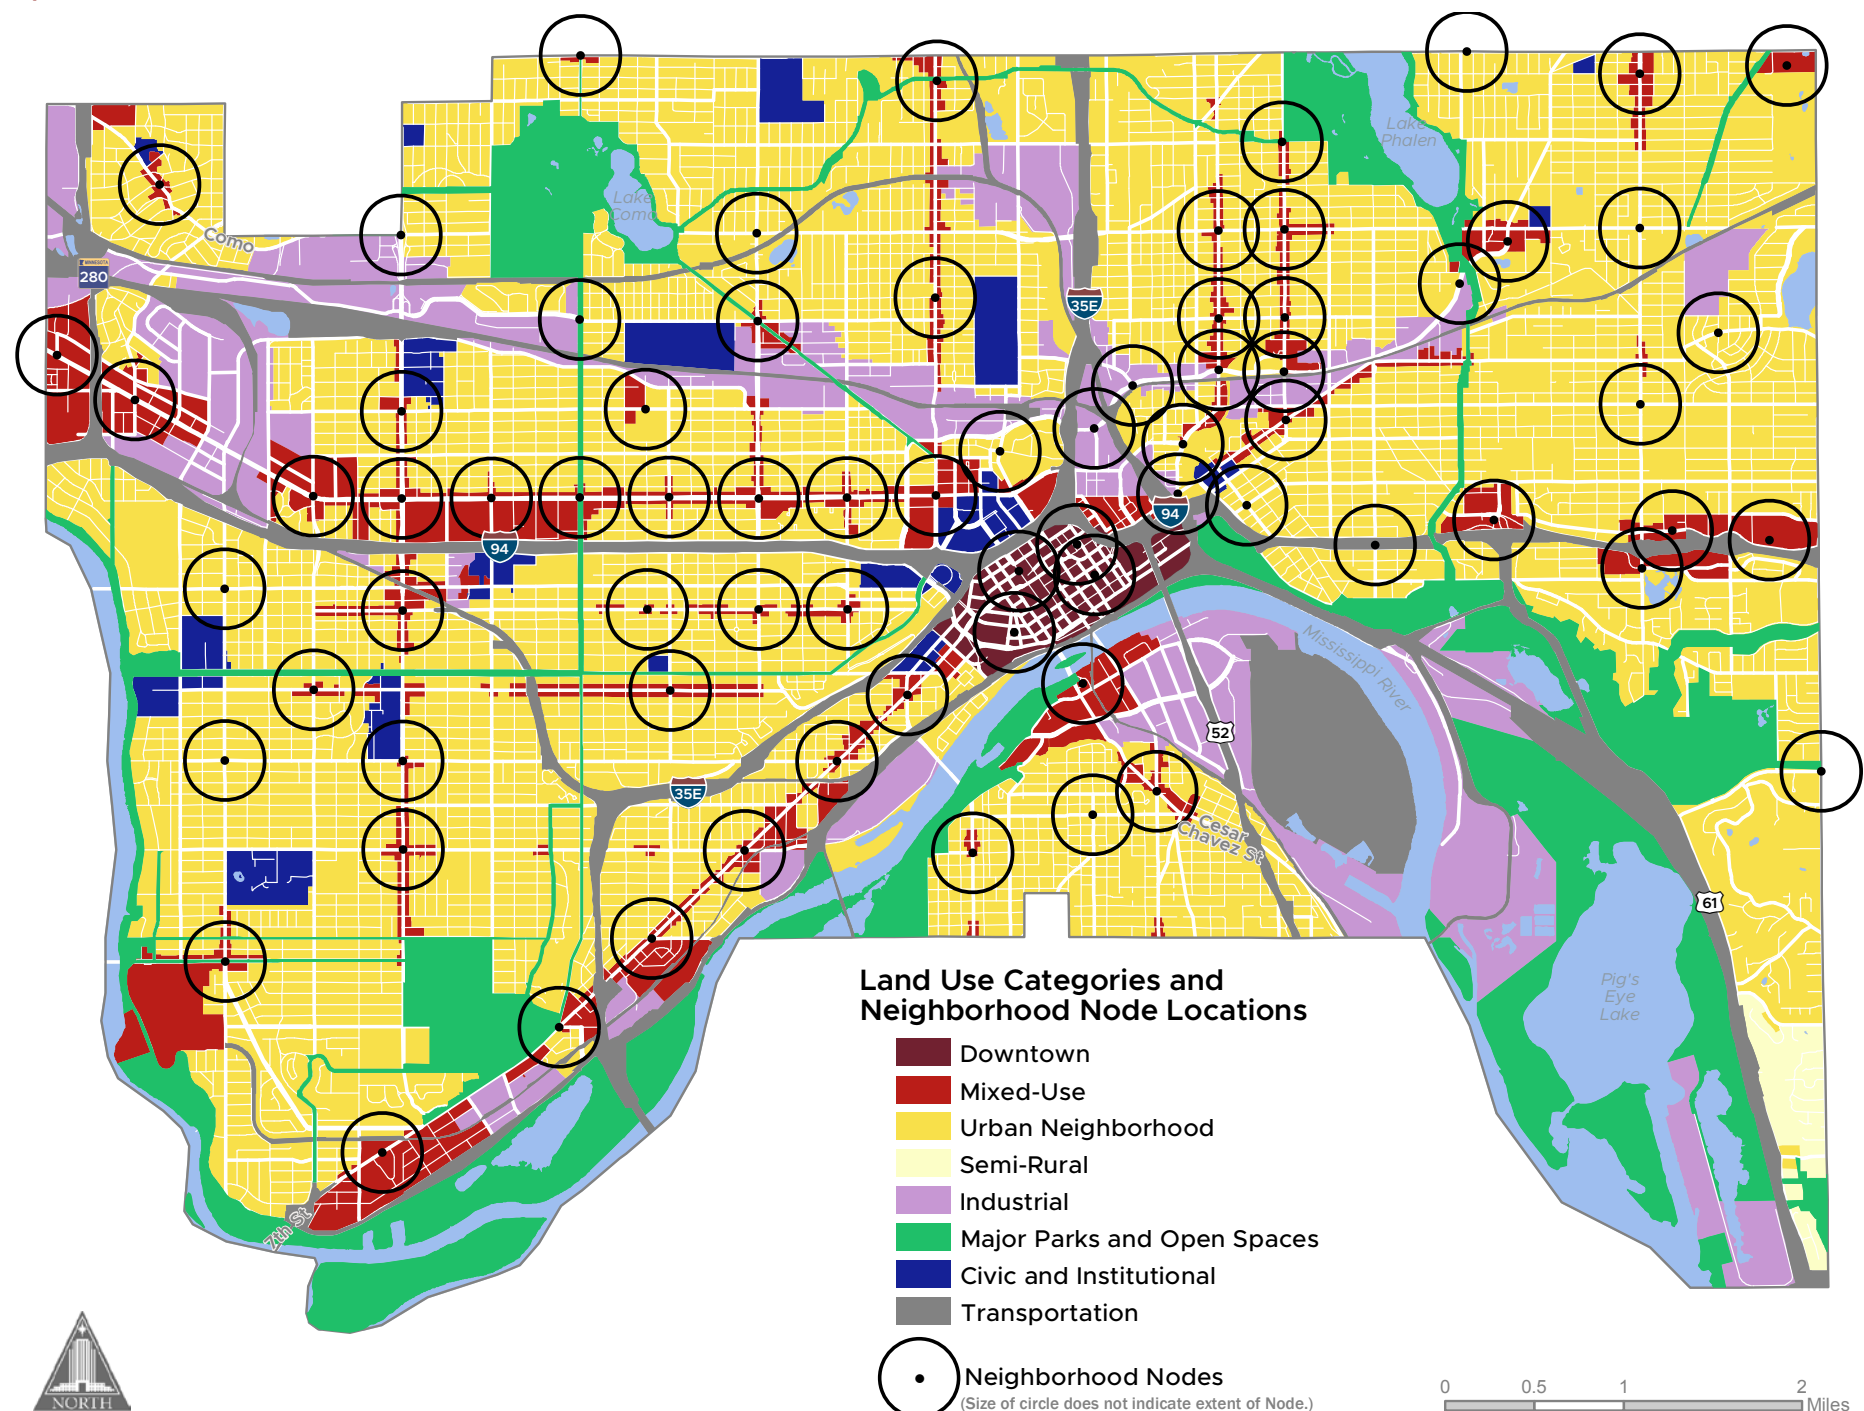 Lake
Phalen
Lake
Como
Como
MINNESOTA
280
35E
94
94
Mississippi River
52
35E
Cesar
Chavez St
61
Pig's
Eye
Lake
7th St
Land Use Categories and
Neighborhood Node Locations
Downtown
Mixed-Use
Urban Neighborhood
Semi-Rural
Industrial
Major Parks and Open Spaces
Civic and Institutional
Transportation
Neighborhood Nodes
(Size of circle does not indicate extent of Node.)
NORTH
0 0.5 1 2
Miles